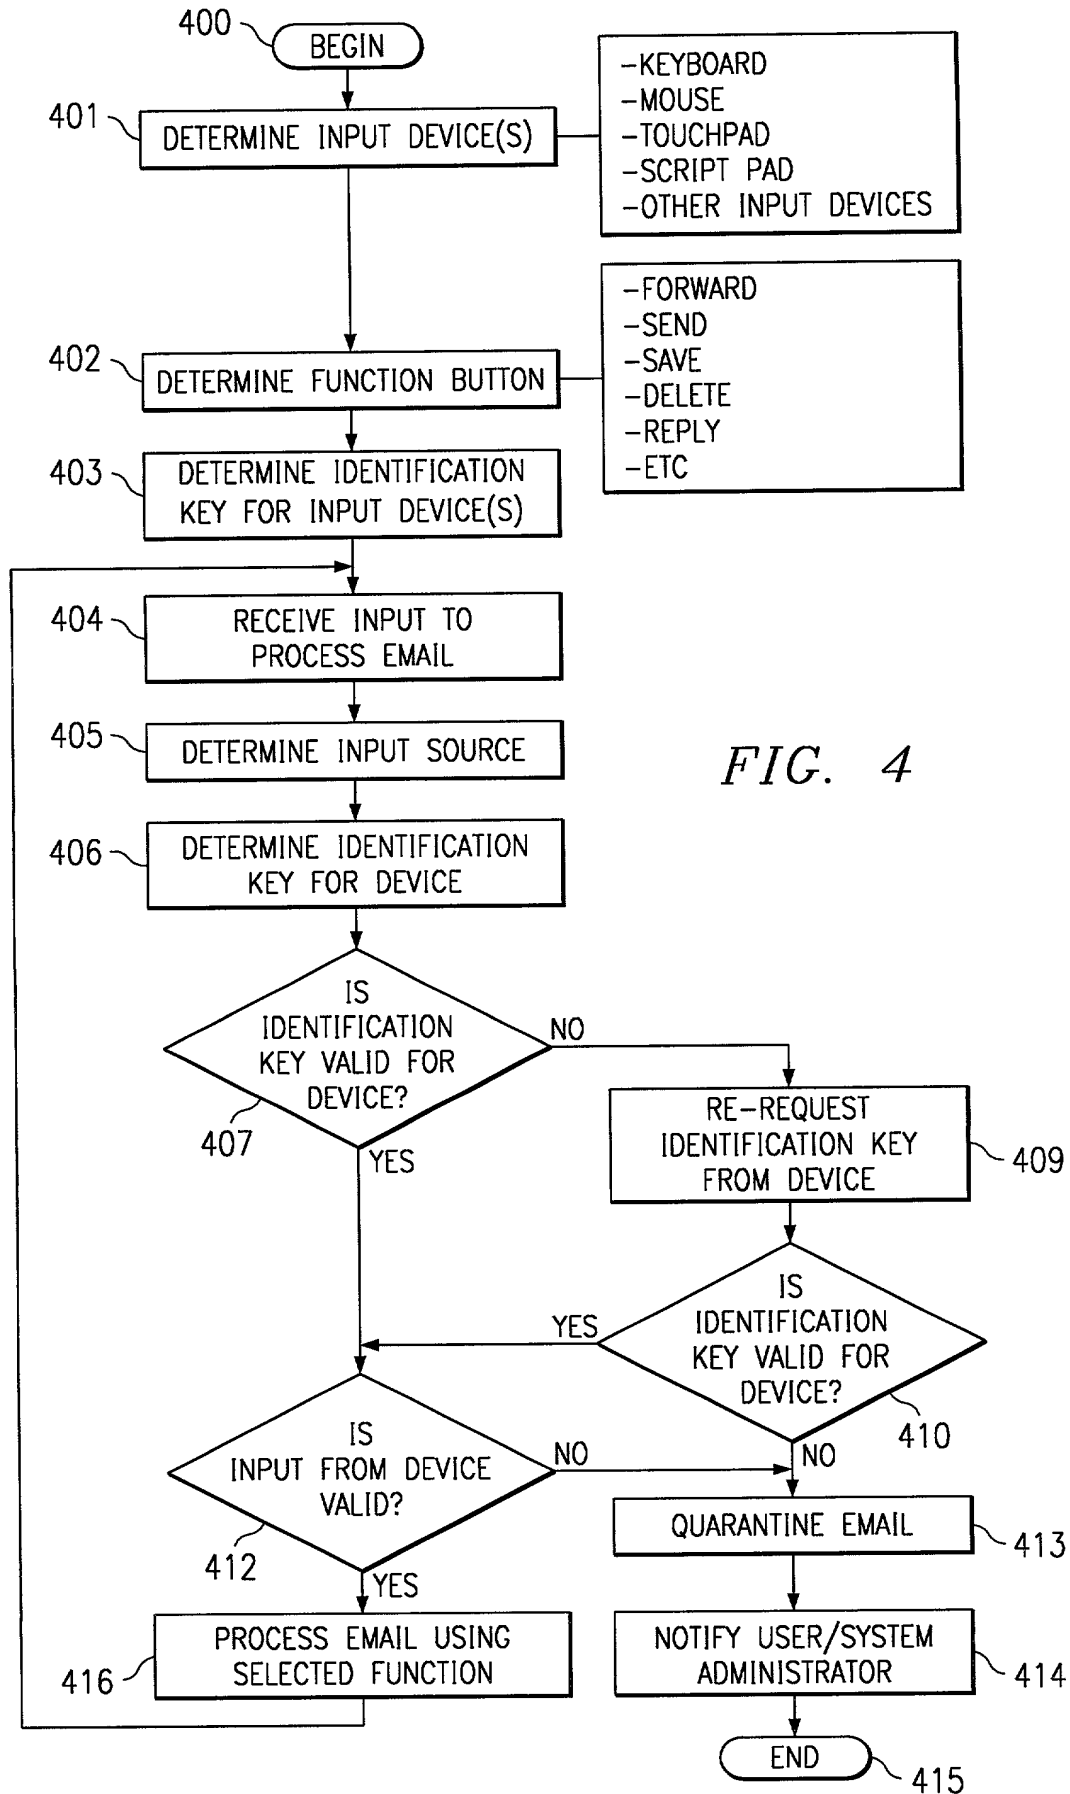 400
BEGIN
401
DETERMINE INPUT DEVICE(S)
-KEYBOARD
-MOUSE
-TOUCHPAD
-SCRIPT PAD
-OTHER INPUT DEVICES
402
DETERMINE FUNCTION BUTTON
-FORWARD
-SEND
-SAVE
-DELETE
-REPLY
-ETC
403
DETERMINE IDENTIFICATION
KEY FOR INPUT DEVICE(S)
404
RECEIVE INPUT TO
PROCESS EMAIL
405
DETERMINE INPUT SOURCE
FIG. 4
406
DETERMINE IDENTIFICATION
KEY FOR DEVICE
IS
IDENTIFICATION
KEY VALID FOR
DEVICE?
407
NO
YES
RE-REQUEST
IDENTIFICATION KEY
FROM DEVICE
409
IS
IDENTIFICATION
KEY VALID FOR
DEVICE?
410
YES
NO
IS
INPUT FROM DEVICE
VALID?
412
NO
YES
QUARANTINE EMAIL
413
PROCESS EMAIL USING
SELECTED FUNCTION
416
NOTIFY USER/SYSTEM
ADMINISTRATOR
414
END
415